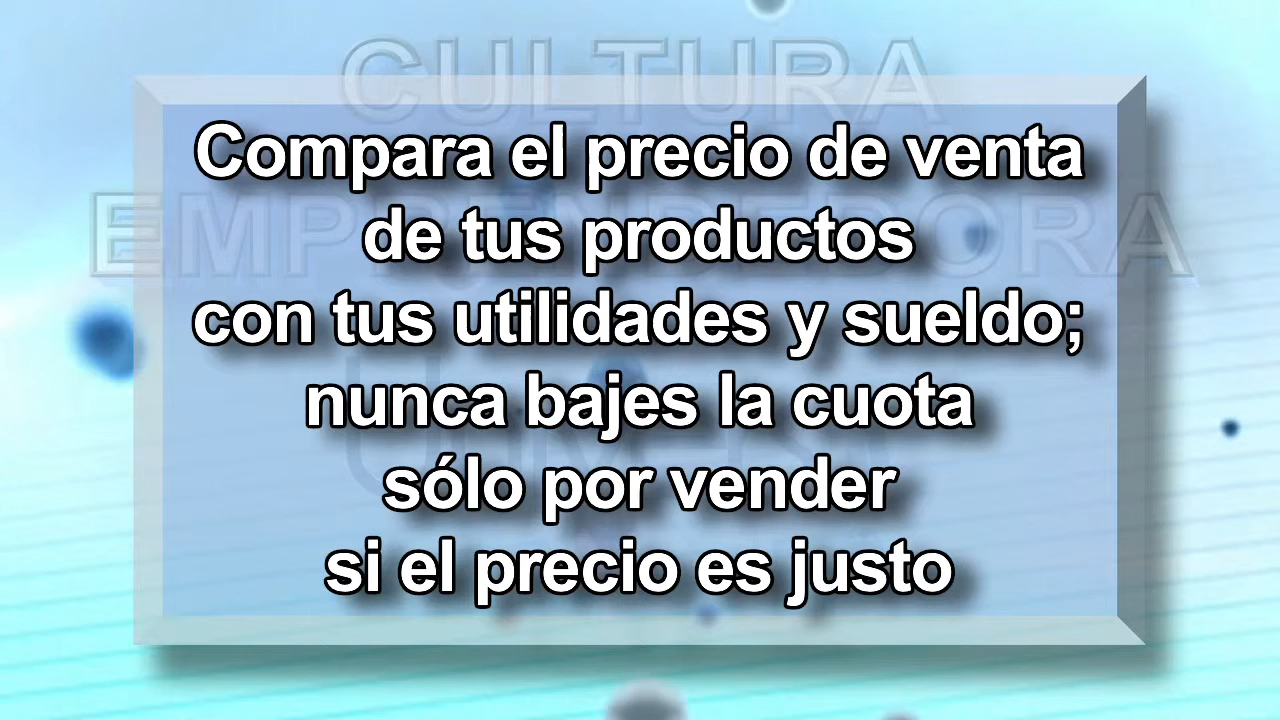 CULTURA
EMPRENDEDORA
Compara el precio de venta
de tus productos
con tus utilidades y sueldo;
nunca bajes la cuota
sólo por vender
si el precio es justo